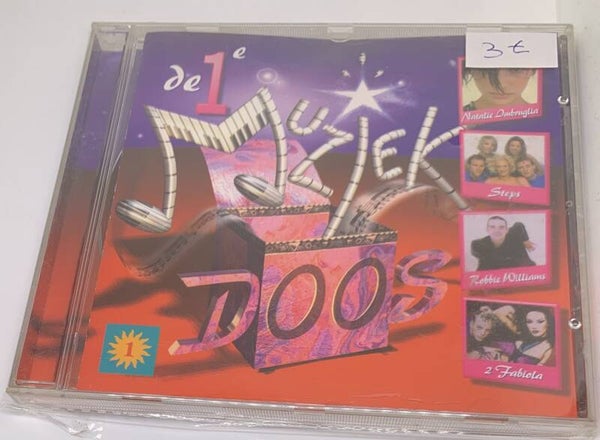 de 1e
MUZIEK
DOOS
3 €
Natalie Imbruglia
Steps
Robbie Williams
2 Fabiola
1